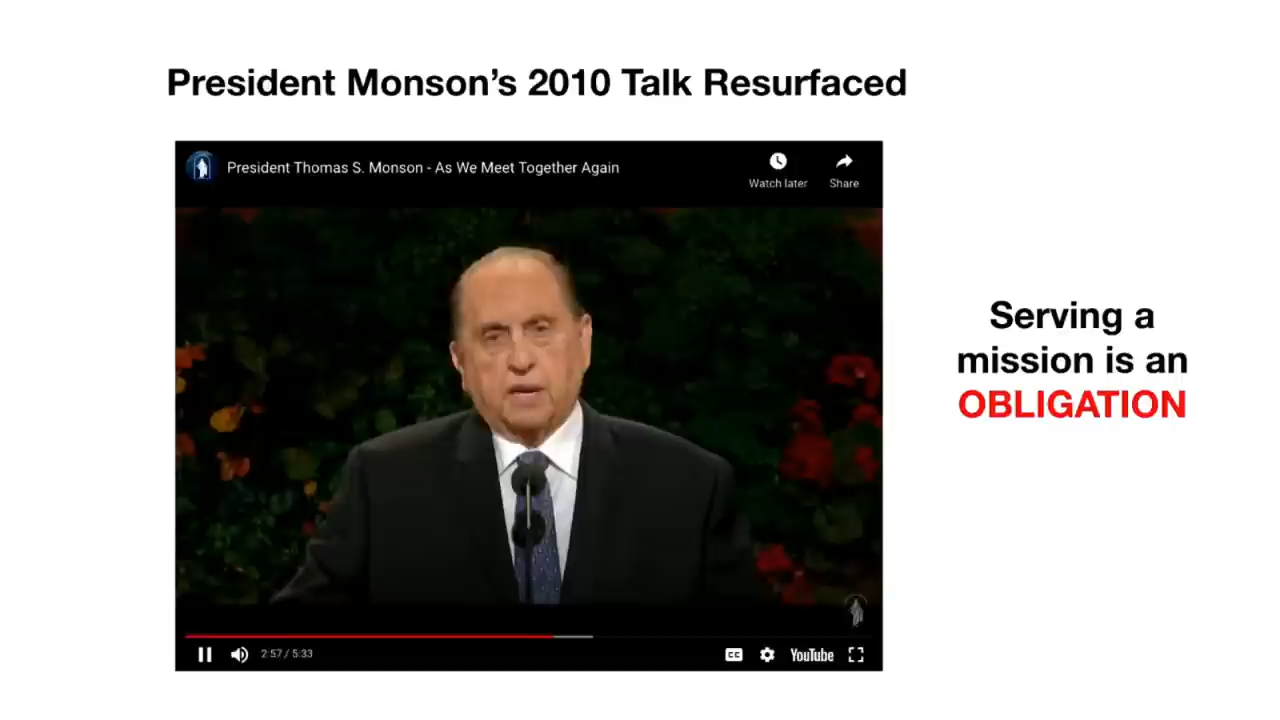 President Monson's 2010 Talk Resurfaced
President Thomas S. Monson - As We Meet Together Again
Watch later
Share
Serving a
mission is an
OBLIGATION
2:57 / 5:33
CC
YouTube